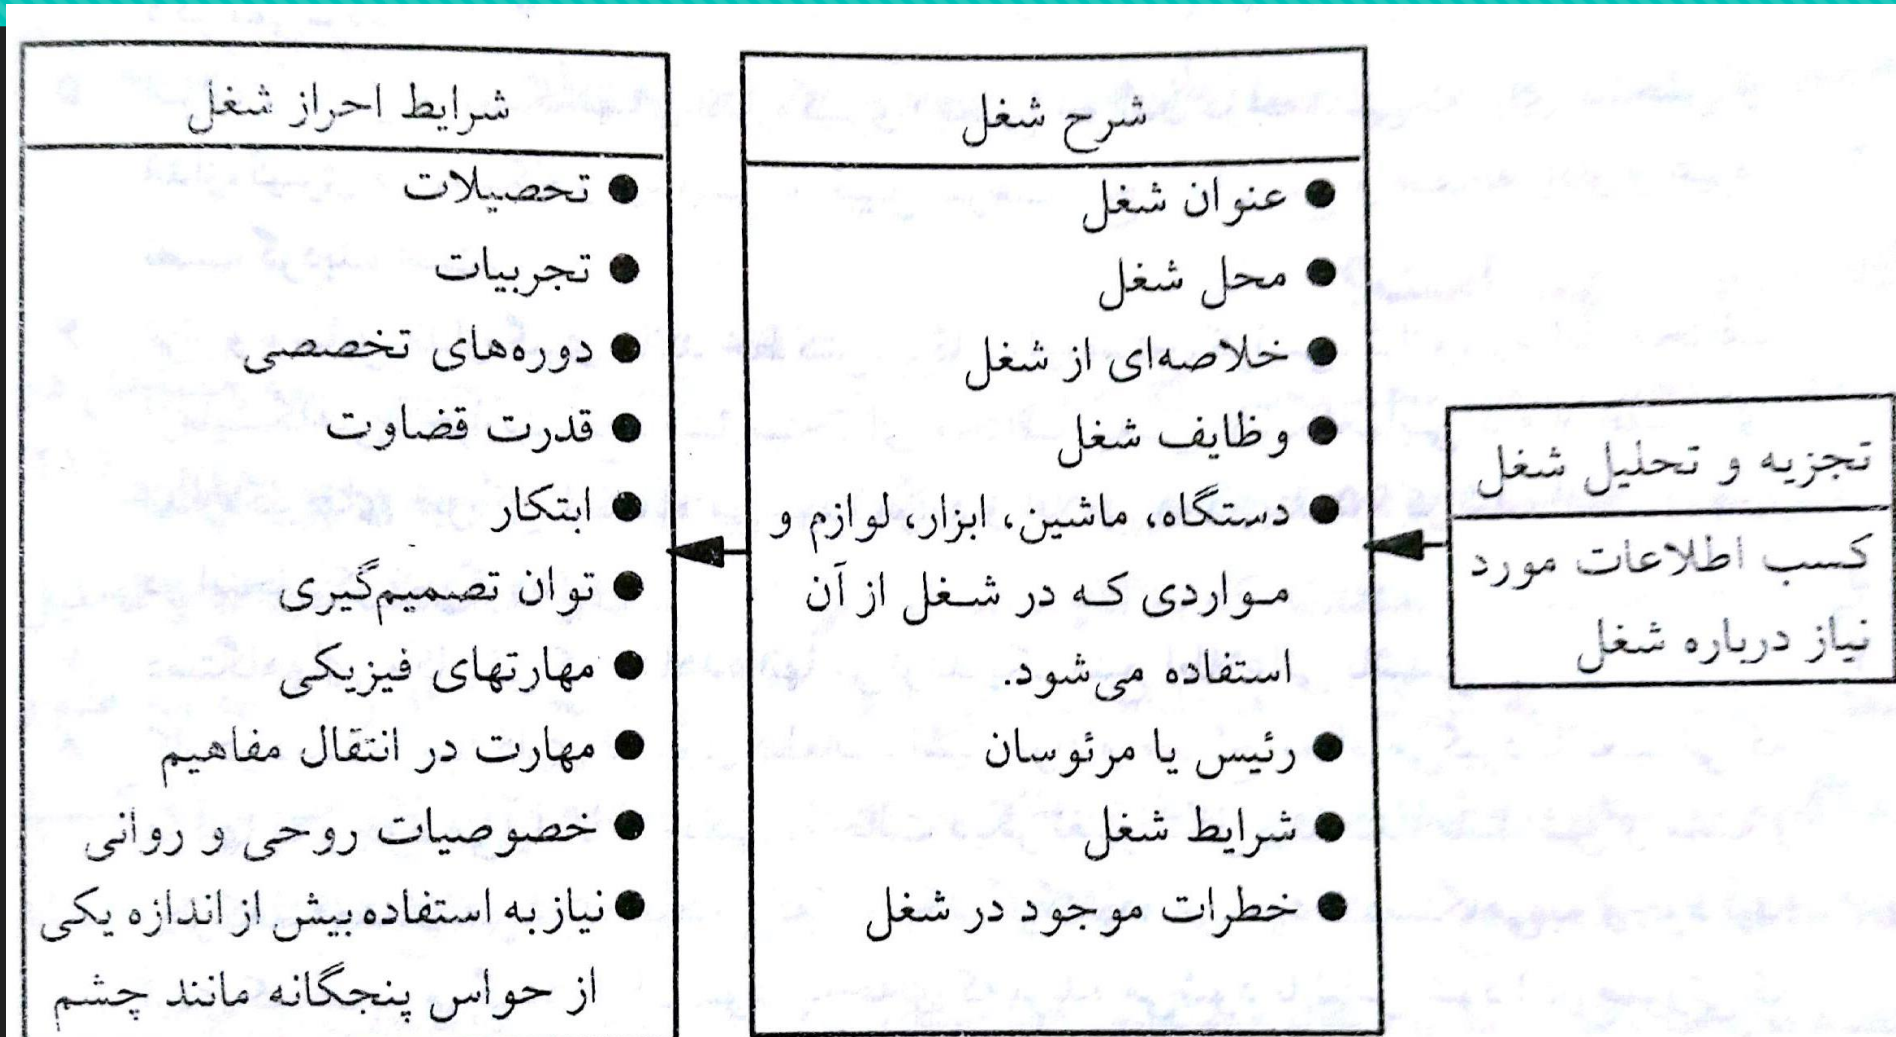 تجزیه و تحلیل شغل
کسب اطلاعات مورد
نیاز درباره شغل
شرح شغل
● عنوان شغل
● محل شغل
● خلاصه‌ای از شغل
● وظایف شغل
● دستگاه، ماشین، ابزار، لوازم و
مواردی که در شغل از آن
استفاده می‌شود.
● رئیس یا مرئوسان
● شرایط شغل
● خطرات موجود در شغل
شرایط احراز شغل
● تحصیلات
● تجربیات
● دوره‌های تخصصی
● قدرت قضاوت
● ابتکار
● توان تصمیم‌گیری
● مهارتهای فیزیکی
● مهارت در انتقال مفاهیم
● خصوصیات روحی و روانی
● نیاز به استفاده بیش از اندازه یکی
از حواس پنجگانه مانند چشم